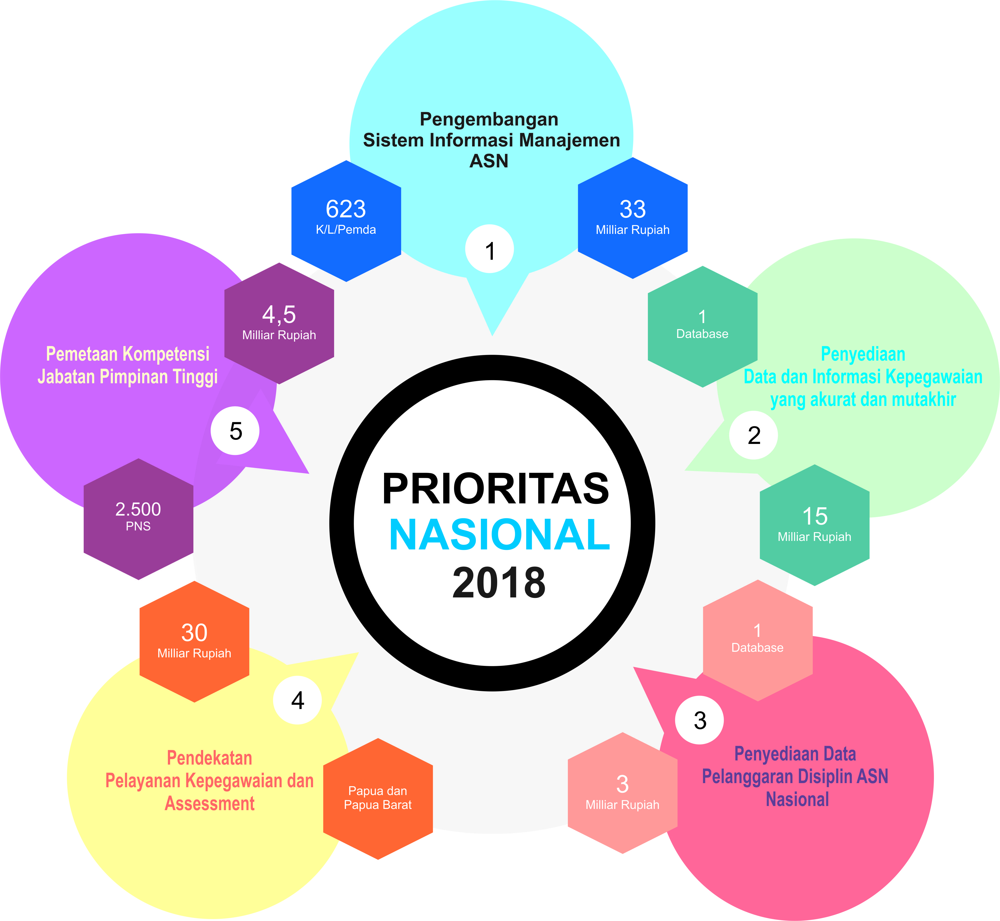 Pengembangan
Sistem Informasi Manajemen
ASN
623
K/L/Pemda
33
Milliar Rupiah
1
1
Database
Penyediaan
Data dan Informasi Kepegawaian
yang akurat dan mutakhir
2
15
Milliar Rupiah
1
Database
3
Penyediaan Data
Pelanggaran Disiplin ASN
Nasional
3
Milliar Rupiah
30
Milliar Rupiah
4
Pendekatan
Pelayanan Kepegawaian dan
Assessment
Papua dan
Papua Barat
4,5
Milliar Rupiah
Pemetaan Kompetensi
Jabatan Pimpinan Tinggi
5
2.500
PNS
PRIORITAS
NASIONAL
2018